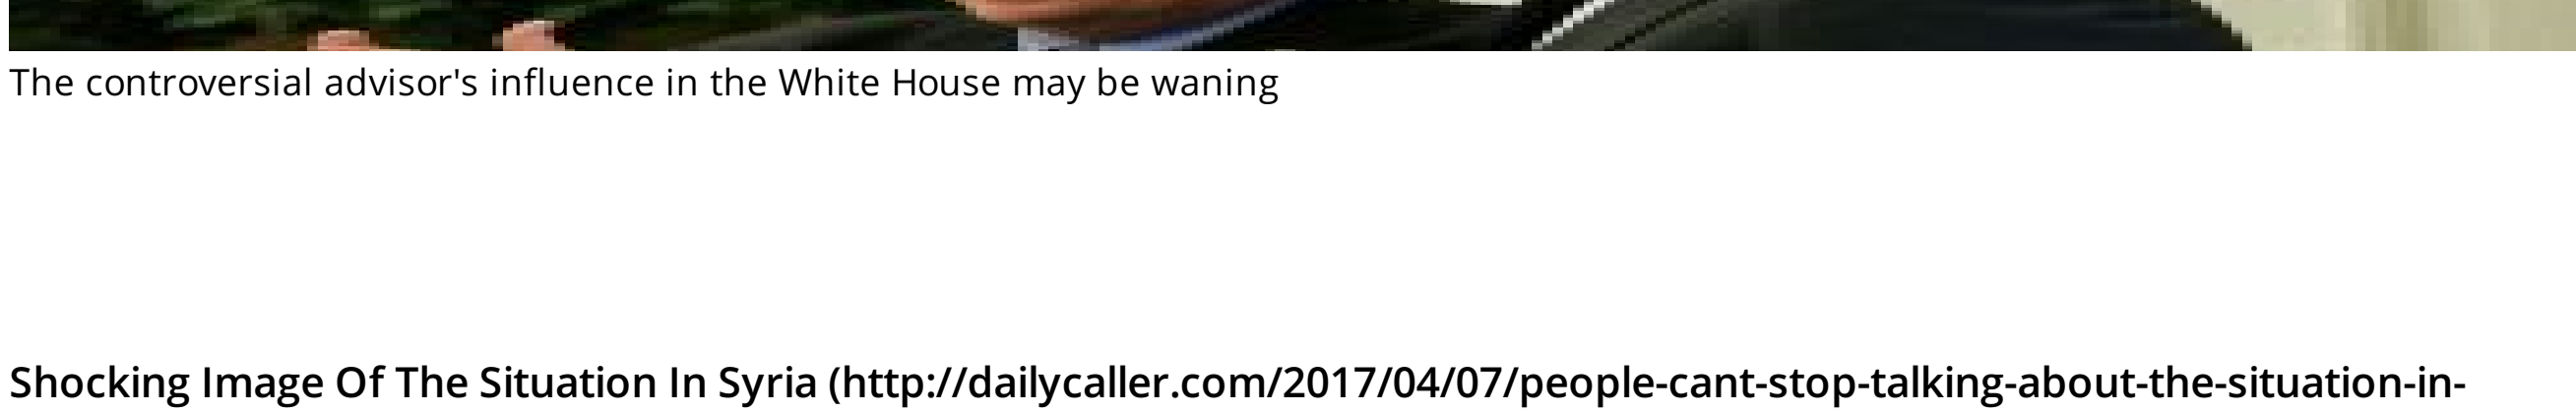 The controversial advisor's influence in the White House may be waning
Shocking Image Of The Situation In Syria (http://dailycaller.com/2017/04/07/people-cant-stop-talking-about-the-situation-in-